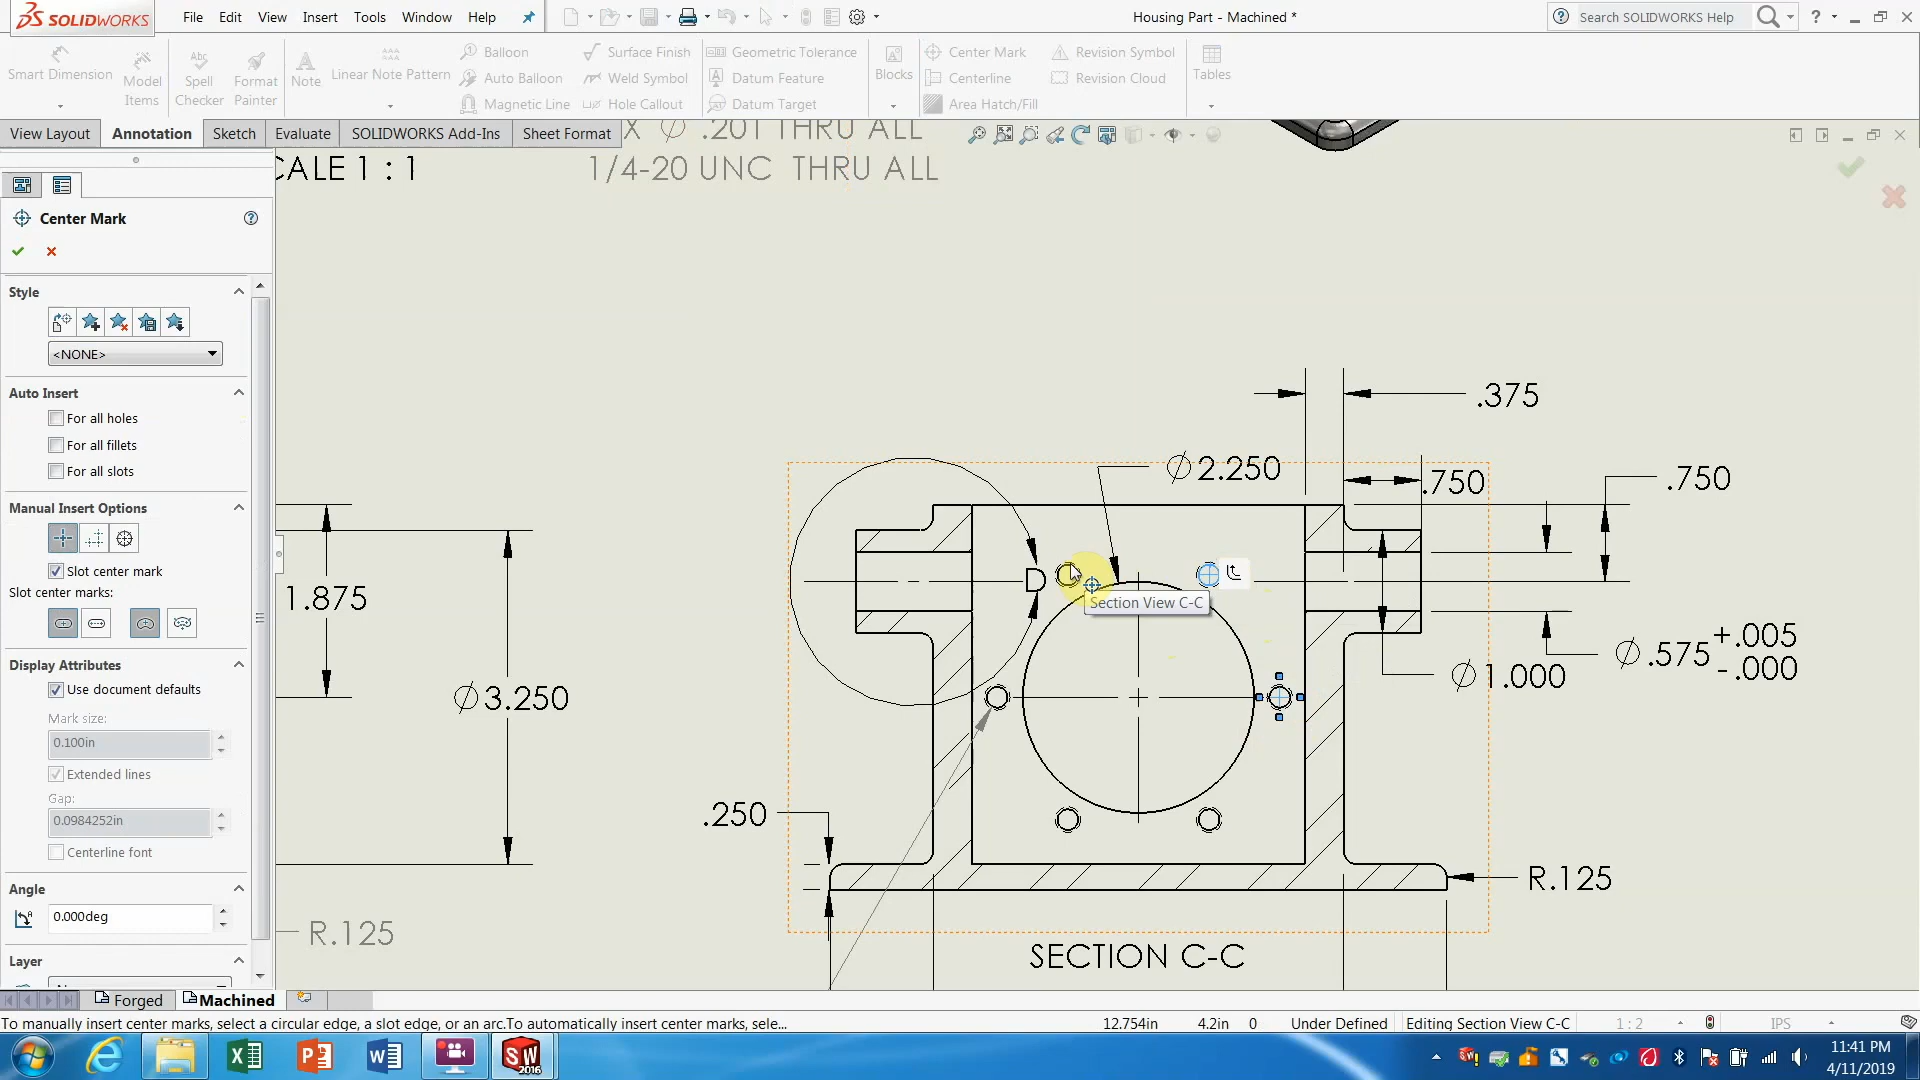 SOLIDWORKS File Edit View Insert Tools Window Help Housing Part - Machined * Search SOLIDWORKS Help
Smart Dimension Model Items Spell Checker Format Painter Note Linear Note Pattern
Balloon Surface Finish Geometric Tolerance Center Mark Revision Symbol
Auto Balloon Weld Symbol Datum Feature Blocks Centerline Revision Cloud Tables
Magnetic Line Hole Callout Datum Target Area Hatch/Fill
View Layout Annotation Sketch Evaluate SOLIDWORKS Add-Ins Sheet Format
X Ø .201 THRU ALL
CALE 1 : 1 1/4-20 UNC THRU ALL
Center Mark
Style
<NONE>
Auto Insert
For all holes
For all fillets
For all slots
Manual Insert Options
Slot center mark
Slot center marks:
Display Attributes
Use document defaults
Mark size:
0.100in
Extended lines
Gap:
0.0984252in
Centerline font
Angle
0.000deg
Layer
.375
Ø2.250
.750
.750
D
Section View C-C
1.875
Ø.575 +.005
-.000
Ø1.000
Ø3.250
.250
R.125
R.125
SECTION C-C
Forged Machined
To manually insert center marks, select a circular edge, a slot edge, or an arc.To automatically insert center marks, sele... 12.754in 4.2in 0 Under Defined Editing Section View C-C 1 : 2 IPS
SW 2016
11:41 PM
4/11/2019